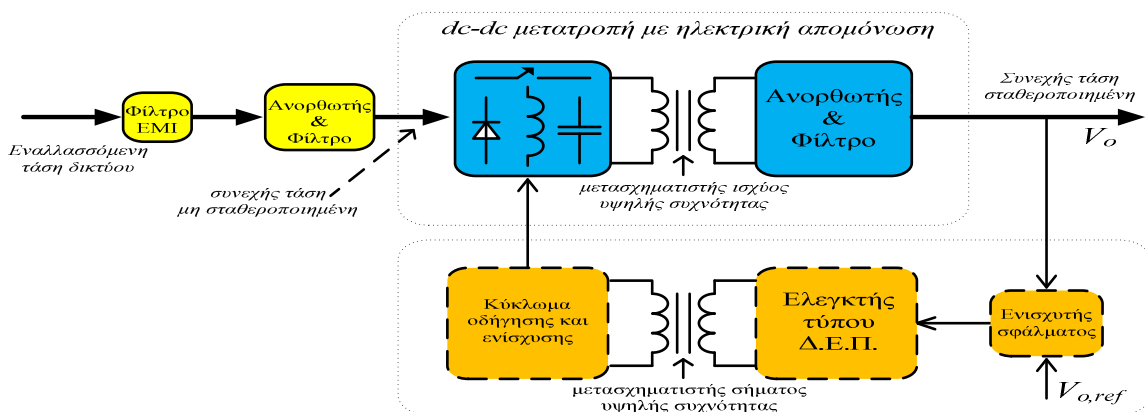 dc-dc μετατροπή με ηλεκτρική απομόνωση
Φίλτρο
EMI
Ανορθωτής
&
Φίλτρο
Ανορθωτής
&
Φίλτρο
Συνεχής τάση
σταθεροποιημένη
Vo
Εναλλασσόμενη
τάση δικτύου
συνεχής τάση
μη σταθεροποιημένη
μετασχηματιστής ισχύος
υψηλής συχνότητας
Κύκλωμα
οδήγησης και
ενίσχυσης
Ελεγκτής
τύπου
Δ.Ε.Π.
Ενισχυτής
σφάλματος
μετασχηματιστής σήματος
υψηλής συχνότητας
Vo,ref